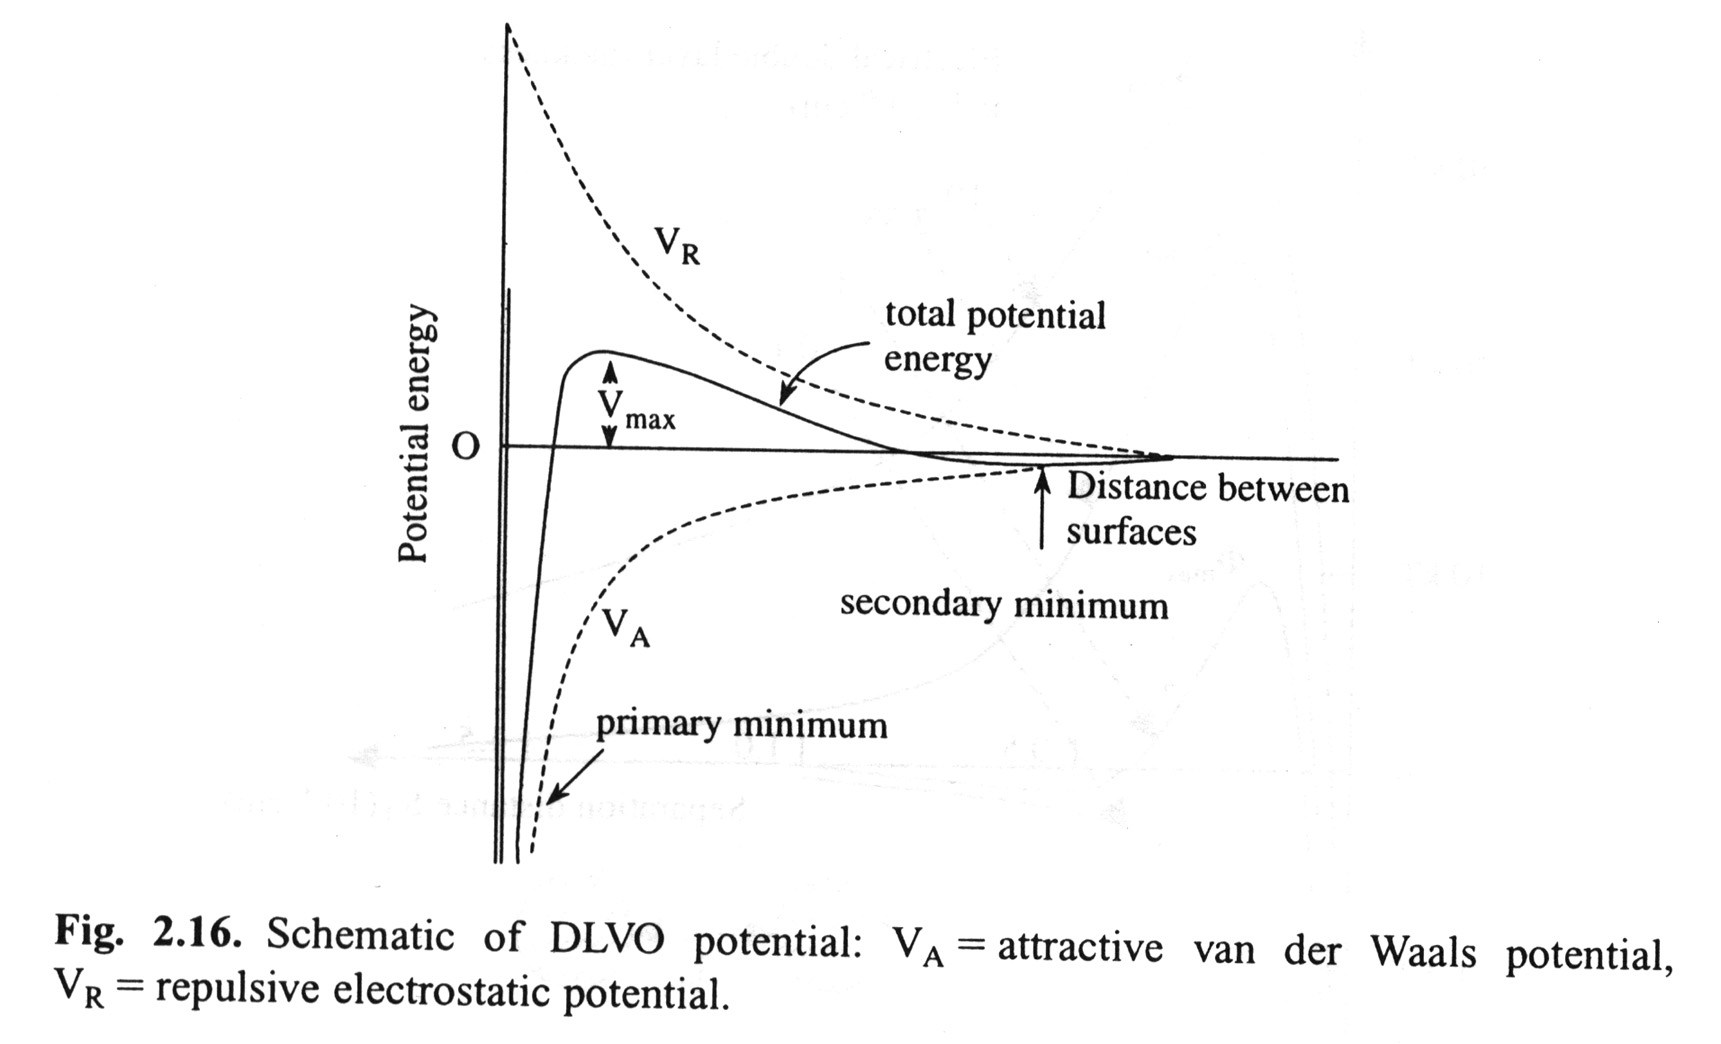 V_R
total potential
energy
Potential energy
V_max
O
Distance between
surfaces
secondary minimum
V_A
primary minimum
Fig. 2.16. Schematic of DLVO potential: V_A = attractive van der Waals potential,
V_R = repulsive electrostatic potential.